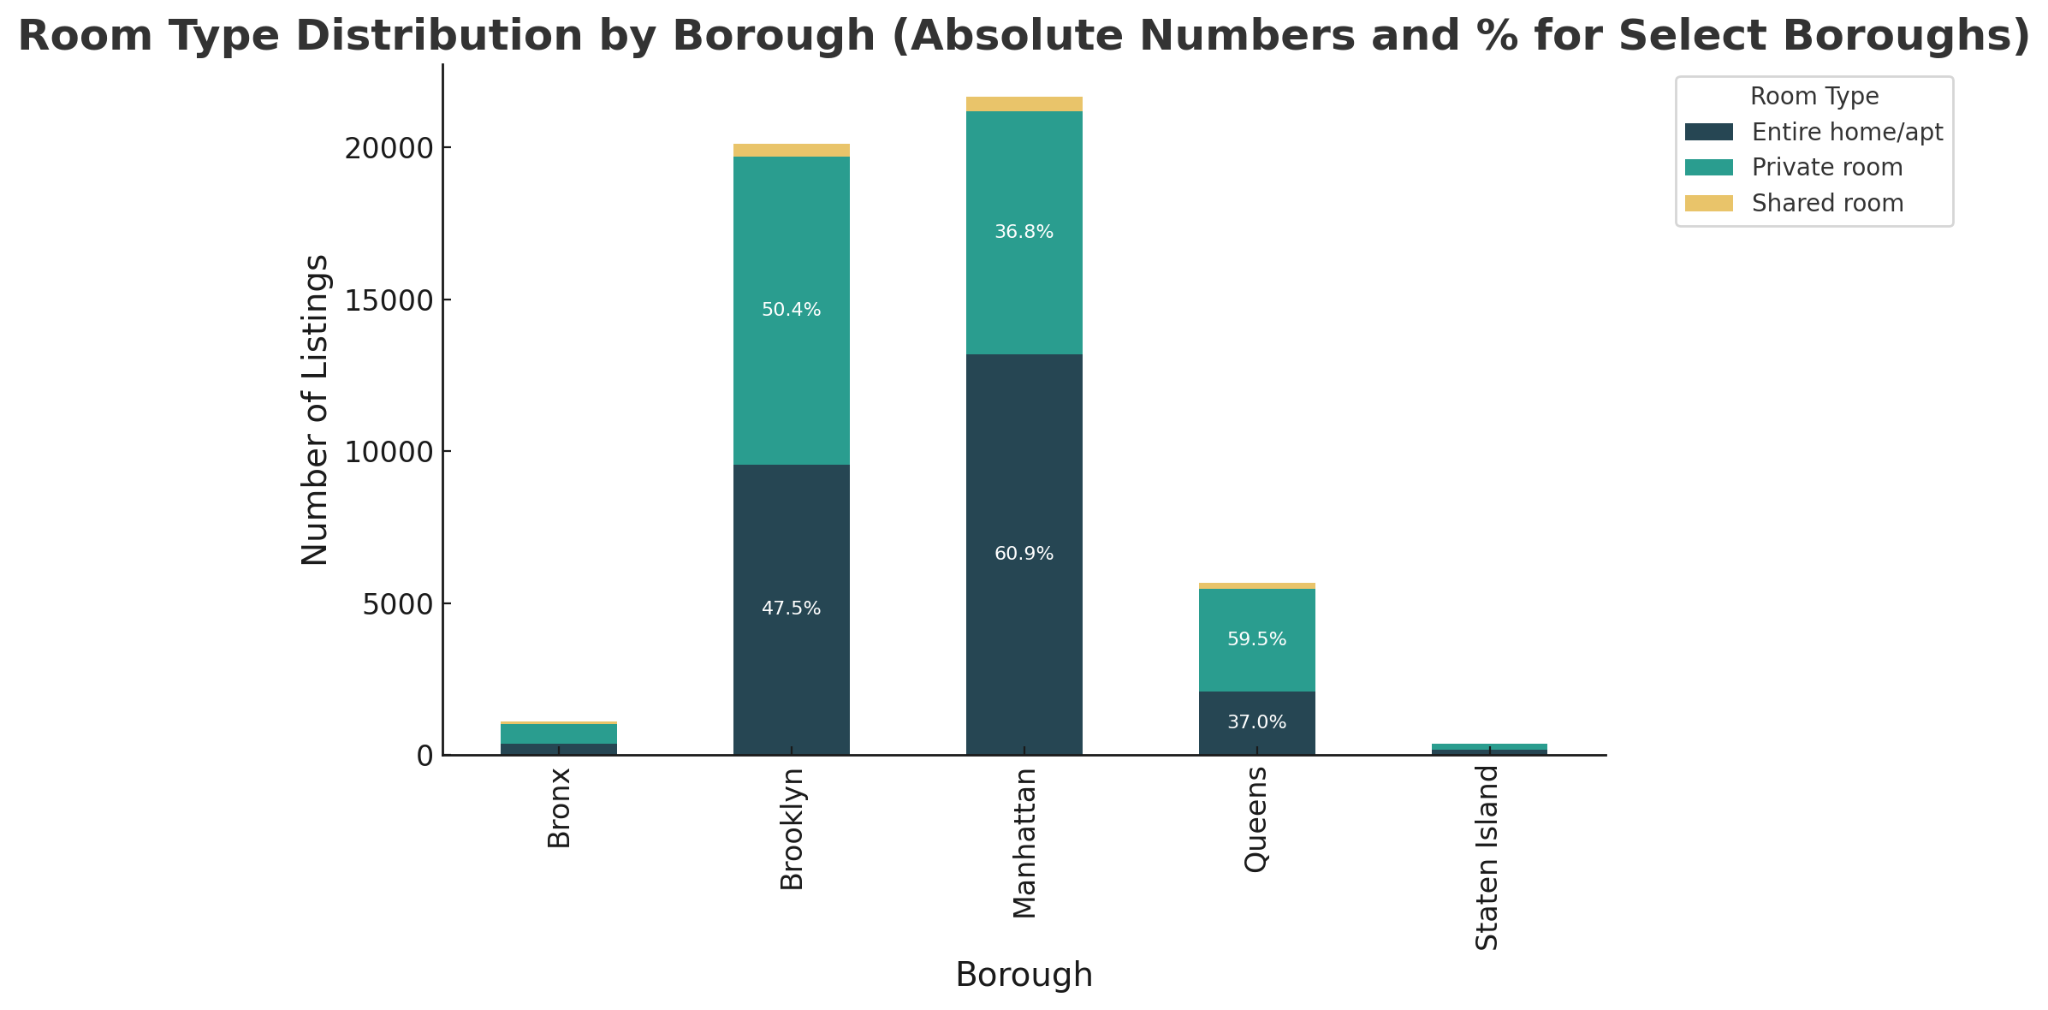 Room Type Distribution by Borough (Absolute Numbers and % for Select Boroughs)
Room Type
Entire home/apt
Private room
Shared room
Number of Listings
20000
15000
10000
5000
0
50.4%
47.5%
36.8%
60.9%
59.5%
37.0%
Bronx
Brooklyn
Manhattan
Queens
Staten Island
Borough